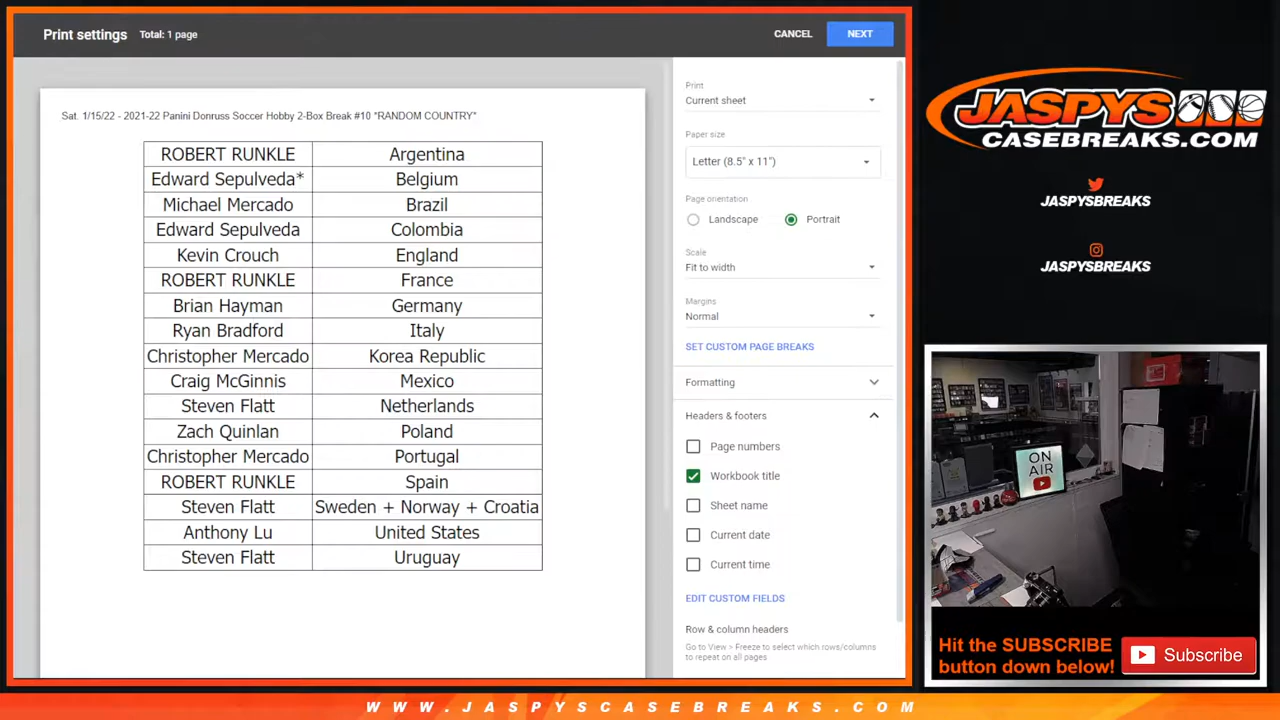 Print settings Total: 1 page
CANCEL NEXT
Sat. 1/15/22 - 2021-22 Panini Donruss Soccer Hobby 2-Box Break #10 *RANDOM COUNTRY*
ROBERT RUNKLE Argentina
Edward Sepulveda* Belgium
Michael Mercado Brazil
Edward Sepulveda Colombia
Kevin Crouch England
ROBERT RUNKLE France
Brian Hayman Germany
Ryan Bradford Italy
Christopher Mercado Korea Republic
Craig McGinnis Mexico
Steven Flatt Netherlands
Zach Quinlan Poland
Christopher Mercado Portugal
ROBERT RUNKLE Spain
Steven Flatt Sweden + Norway + Croatia
Anthony Lu United States
Steven Flatt Uruguay
Print
Current sheet
Paper size
Letter (8.5" x 11")
Page orientation
Landscape Portrait
Scale
Fit to width
Margins
Normal
SET CUSTOM PAGE BREAKS
Formatting
Headers & footers
Page numbers
Workbook title
Sheet name
Current date
Current time
EDIT CUSTOM FIELDS
Row & column headers
Go to View > Freeze to select which rows/columns
to repeat on all pages
JASPYS
CASEBREAKS.COM
JASPYSBREAKS
JASPYSBREAKS
ON
AIR
Hit the SUBSCRIBE
button down below!
Subscribe
WWW.JASPYSCASEBREAKS.COM